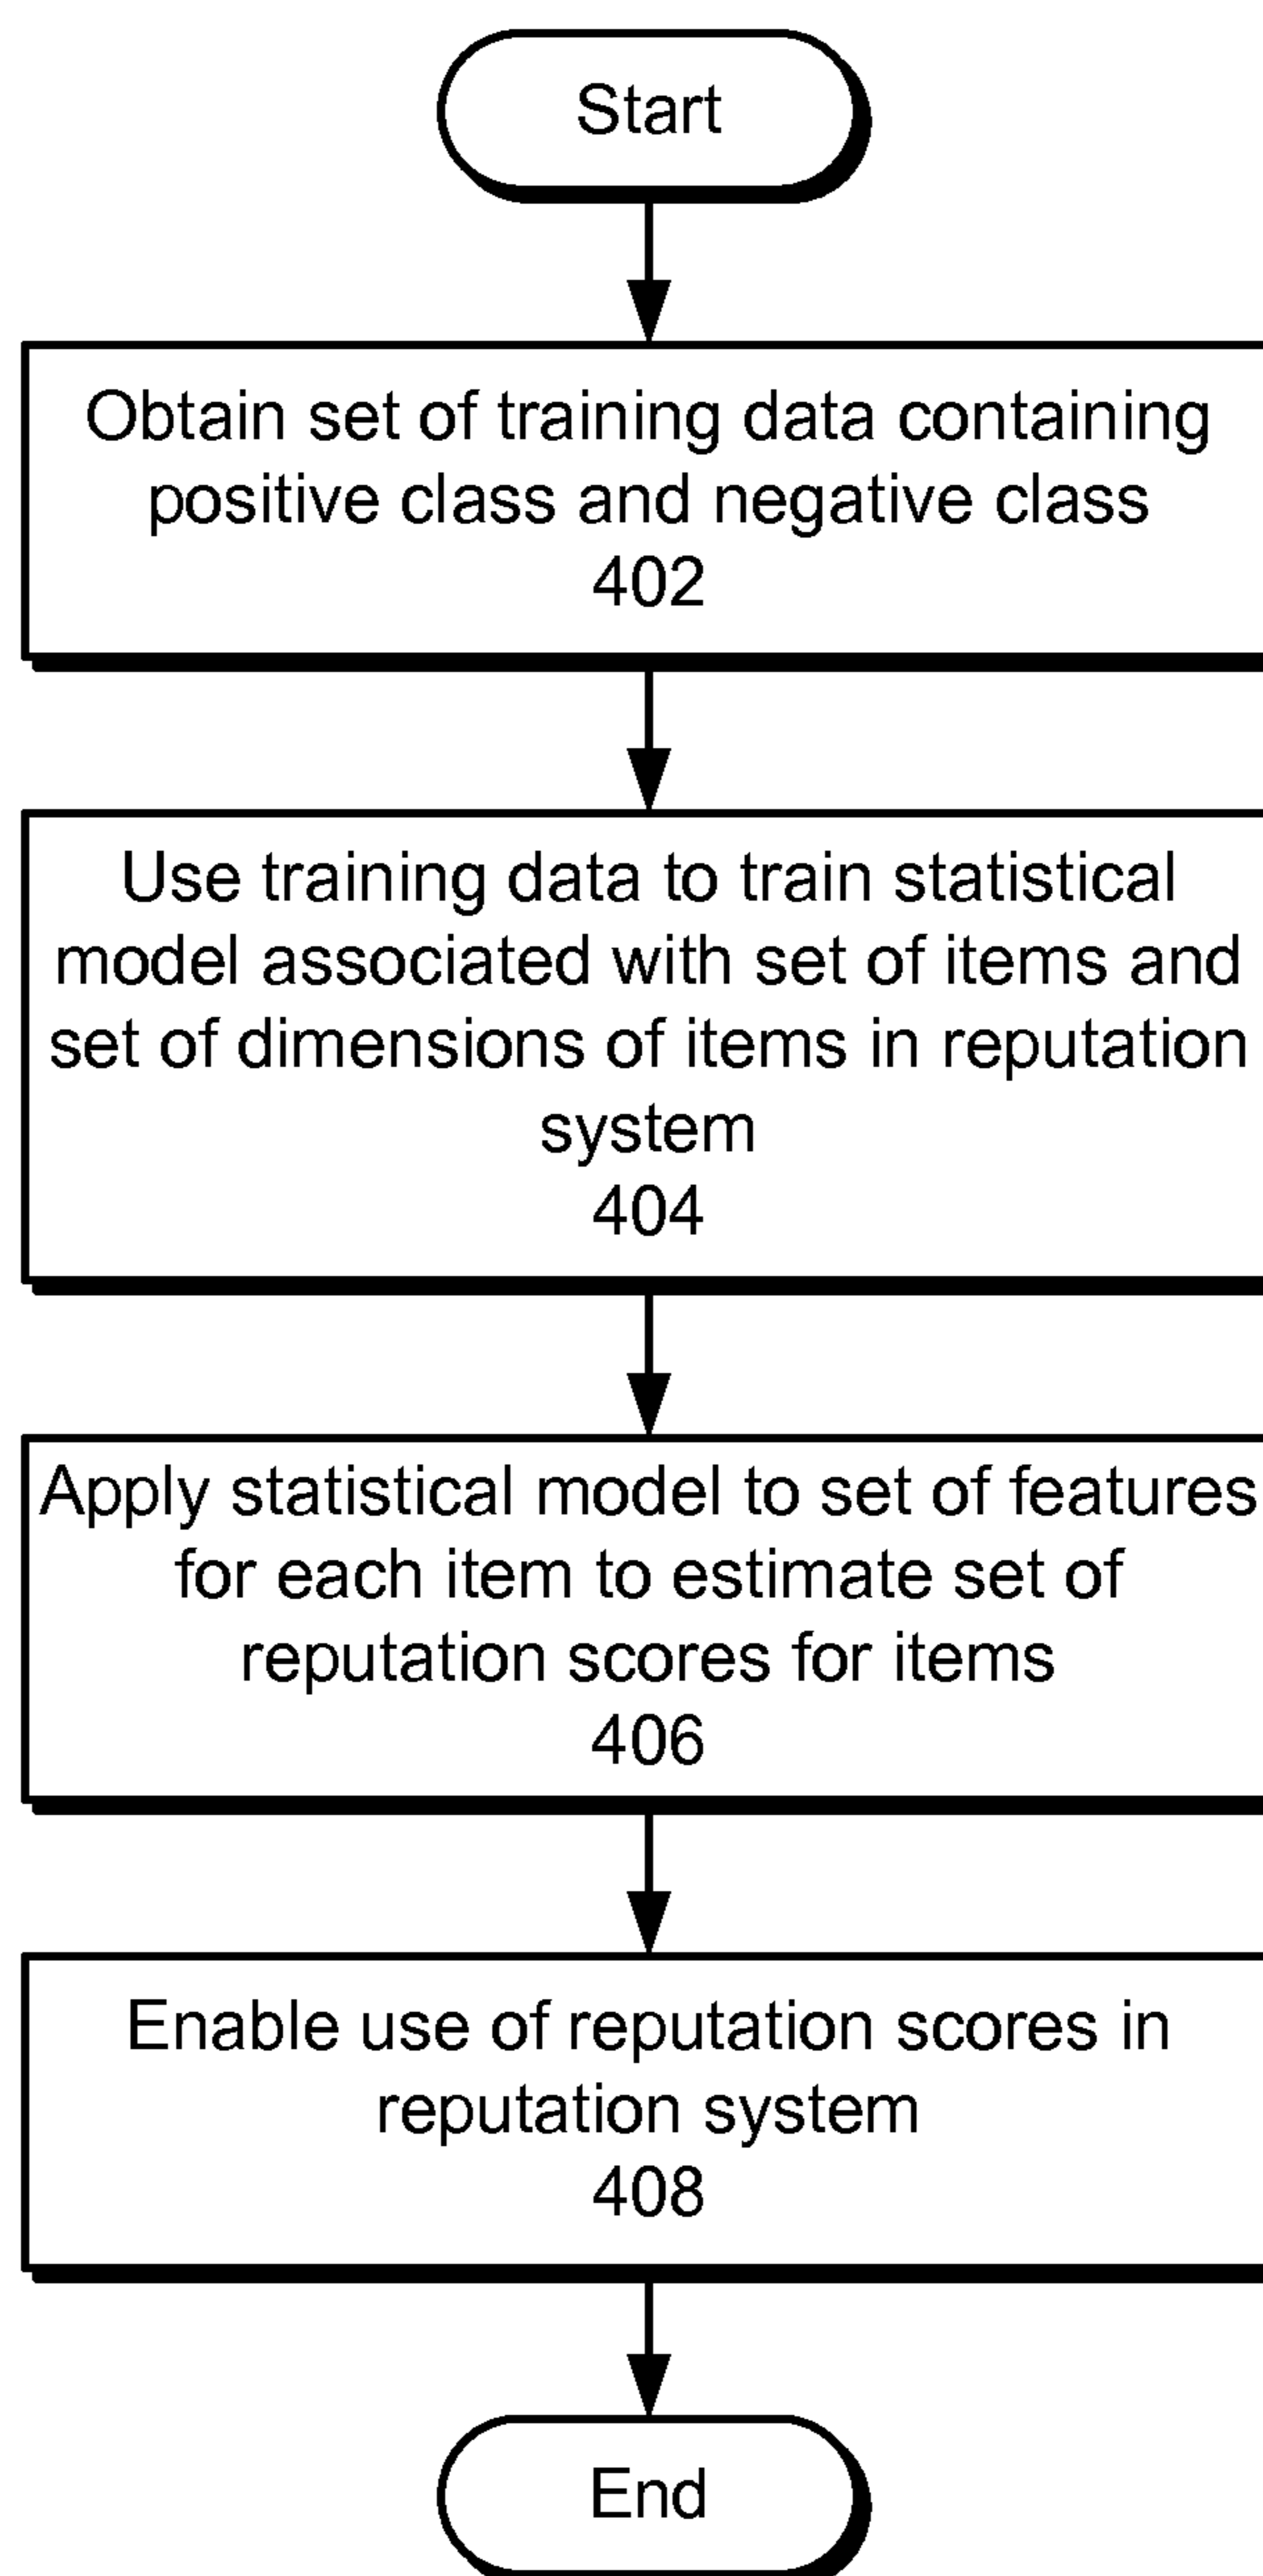 Start
Obtain set of training data containing
positive class and negative class
402
Use training data to train statistical
model associated with set of items and
set of dimensions of items in reputation
system
404
Apply statistical model to set of features
for each item to estimate set of
reputation scores for items
406
Enable use of reputation scores in
reputation system
408
End